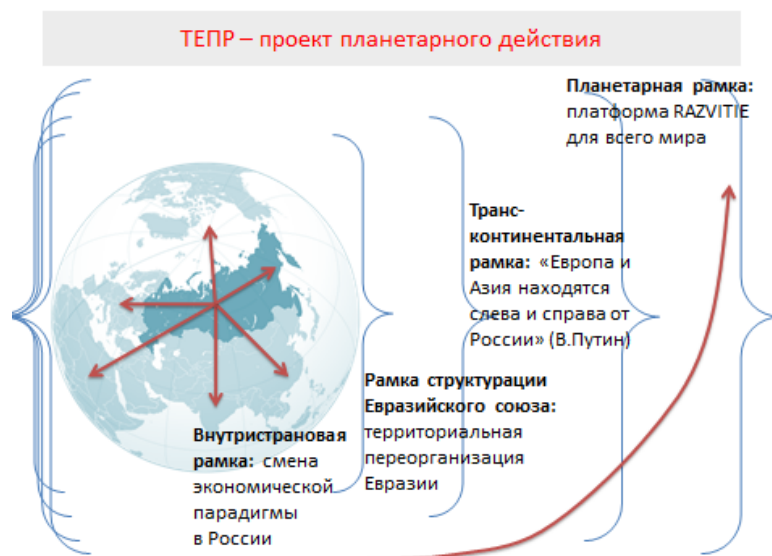 ТЕПР – проект планетарного действия
Планетарная рамка:
платформа RAZVITIE
для всего мира
Транс-
континентальная
рамка: «Европа и
Азия находятся
слева и справа от
России» (В.Путин)
Рамка структурации
Евразийского союза:
территориальная
переорганизация
Евразии
Внутристрановая
рамка: смена
экономической
парадигмы
в России